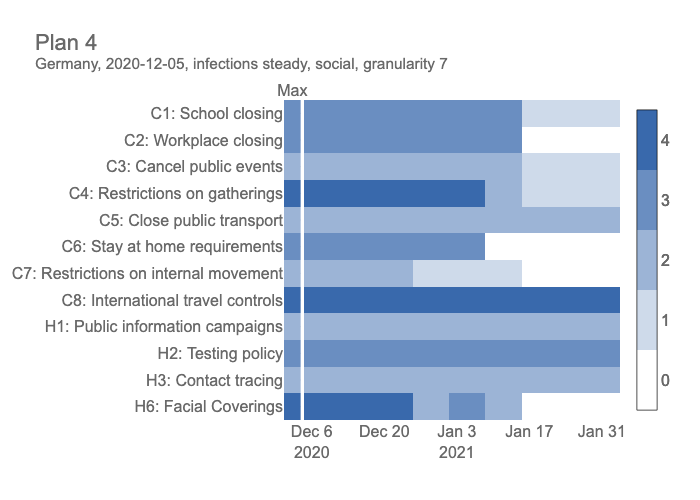 Plan 4
Germany, 2020-12-05, infections steady, social, granularity 7
Max
C1: School closing
C2: Workplace closing
C3: Cancel public events
C4: Restrictions on gatherings
C5: Close public transport
C6: Stay at home requirements
C7: Restrictions on internal movement
C8: International travel controls
H1: Public information campaigns
H2: Testing policy
H3: Contact tracing
H6: Facial Coverings
Dec 6 Dec 20 Jan 3 Jan 17 Jan 31
2020 2021
4
3
2
1
0